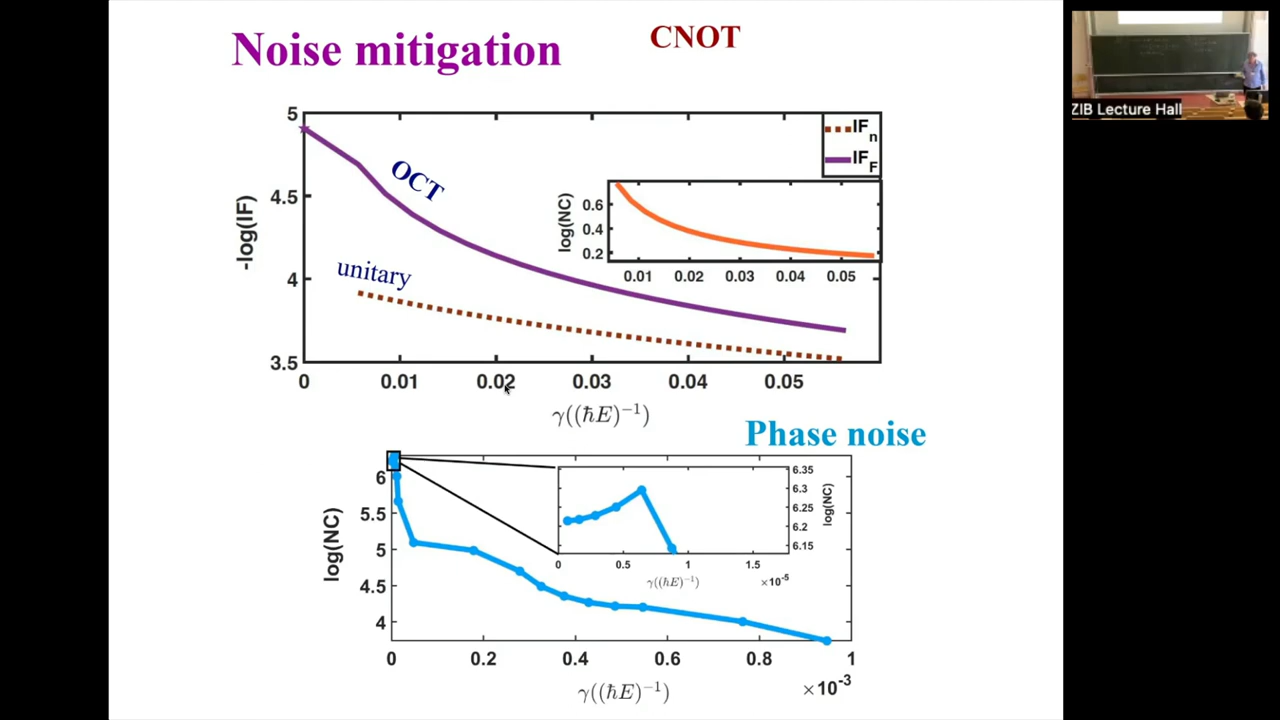 Noise mitigation
CNOT
ZIB Lecture Hall
5
4.5
4
3.5
-log(IF)
OCT
unitary
IFₙ
IF_F
log(NC)
0.6
0.4
0.2
0.01 0.02 0.03 0.04 0.05
0 0.01 0.02 0.03 0.04 0.05
γ((ħE)⁻¹)
Phase noise
6
5.5
5
4.5
4
log(NC)
6.35
6.3
6.25
6.2
6.15
log(NC)
0 0.5 1 1.5
γ((ħE)⁻¹)
×10⁻⁵
0 0.2 0.4 0.6 0.8 1
γ((ħE)⁻¹)
×10⁻³